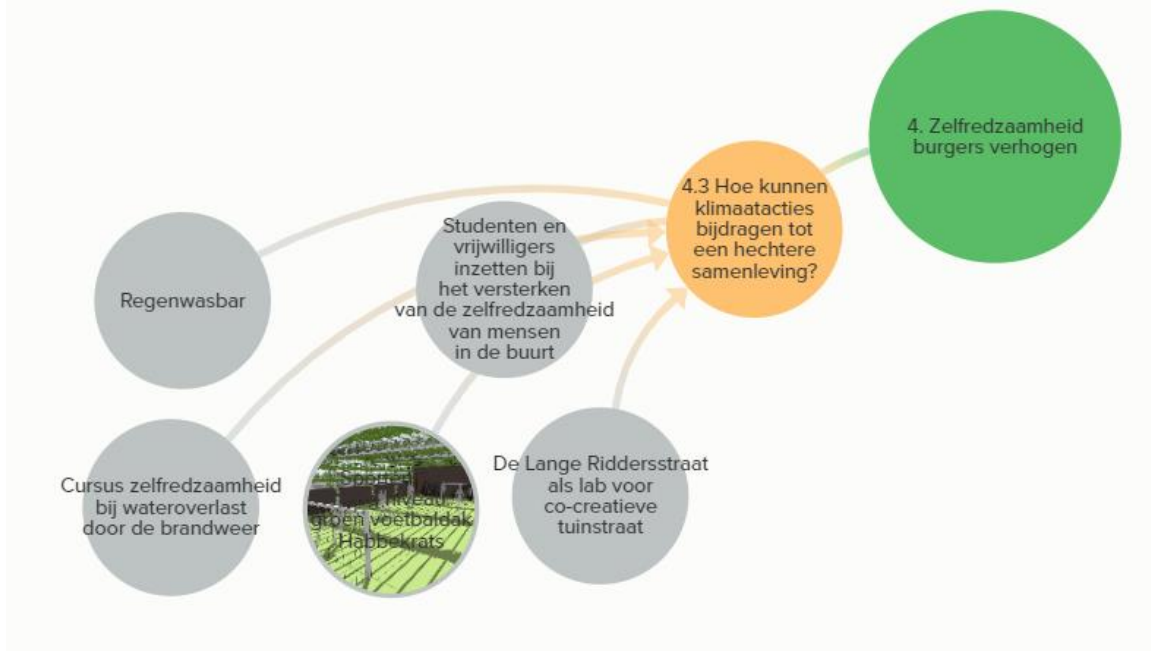 4. Zelfredzaamheid
burgers verhogen
4.3 Hoe kunnen
klimaatacties
bijdragen tot
een hechtere
samenleving?
Studenten en
vrijwilligers
inzetten bij
het versterken
van de zelfredzaamheid
van mensen
in de buurt
Regenwasbar
Cursus zelfredzaamheid
bij wateroverlast
door de brandweer
niveau
groen voetbaldak
Habbekrats
De Lange Riddersstraat
als lab voor
co-creatieve
tuinstraat